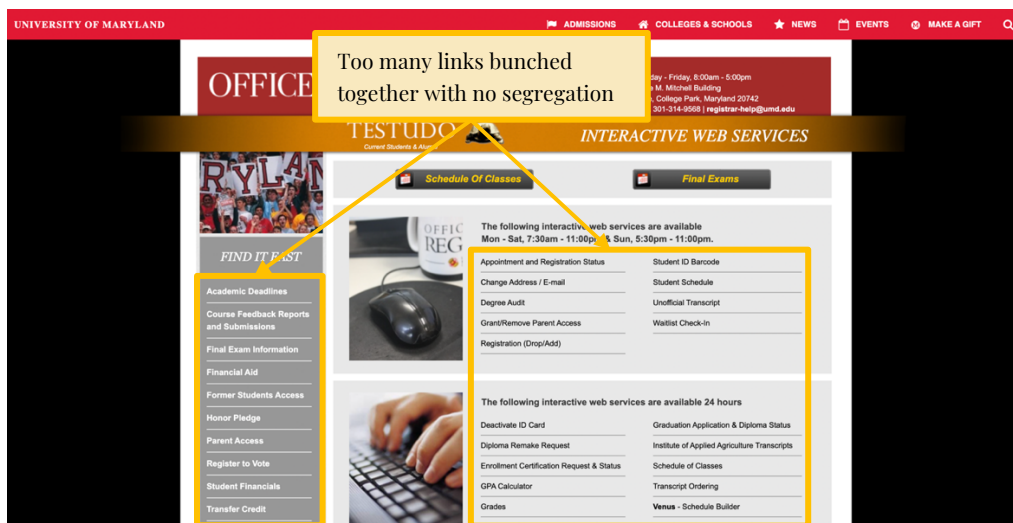 UNIVERSITY OF MARYLAND
ADMISSIONS
COLLEGES & SCHOOLS
NEWS
EVENTS
MAKE A GIFT
Too many links bunched
together with no segregation
OFFICE
day - Friday, 8:00am - 5:00pm
M. Mitchell Building
, College Park, Maryland 20742
301-314-9568 | registrar-help@umd.edu
TESTUDO
Current Students & Alumni
INTERACTIVE WEB SERVICES
RYLAN
Schedule Of Classes
Final Exams
OFFIC
REG
The following interactive web services are available
Mon - Sat, 7:30am - 11:00pm & Sun, 5:30pm - 11:00pm.
FIND IT FAST
Appointment and Registration Status
Student ID Barcode
Change Address / E-mail
Student Schedule
Degree Audit
Unofficial Transcript
Grant/Remove Parent Access
Waitlist Check-In
Registration (Drop/Add)
Academic Deadlines
Course Feedback Reports
and Submissions
Final Exam Information
Financial Aid
Former Students Access
Honor Pledge
Parent Access
Register to Vote
Student Financials
Transfer Credit
The following interactive web services are available 24 hours
Deactivate ID Card
Graduation Application & Diploma Status
Diploma Remake Request
Institute of Applied Agriculture Transcripts
Enrollment Certification Request & Status
Schedule of Classes
GPA Calculator
Transcript Ordering
Grades
Venus - Schedule Builder